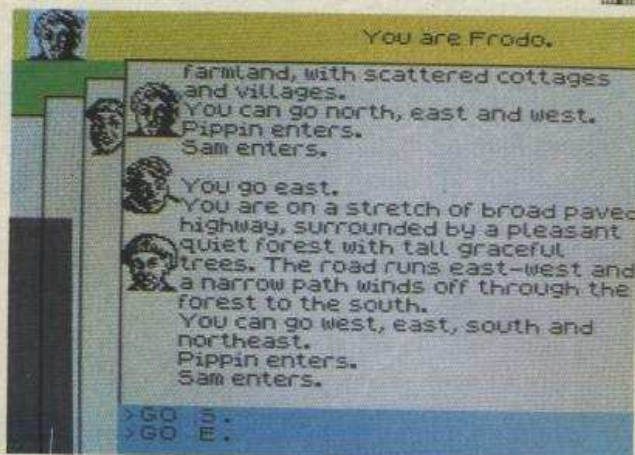 You are Frodo.
farmland, with scattered cottages
and villages.
You can go north, east and west.
Pippin enters.
Sam enters.
You go east.
You are on a stretch of broad paved
highway, surrounded by a pleasant
quiet forest with tall graceful
trees. The road runs east-west and
a narrow path winds off through the
forest to the south.
You can go west, east, south and
northeast.
Pippin enters.
Sam enters.
>GO S.
>GO E.